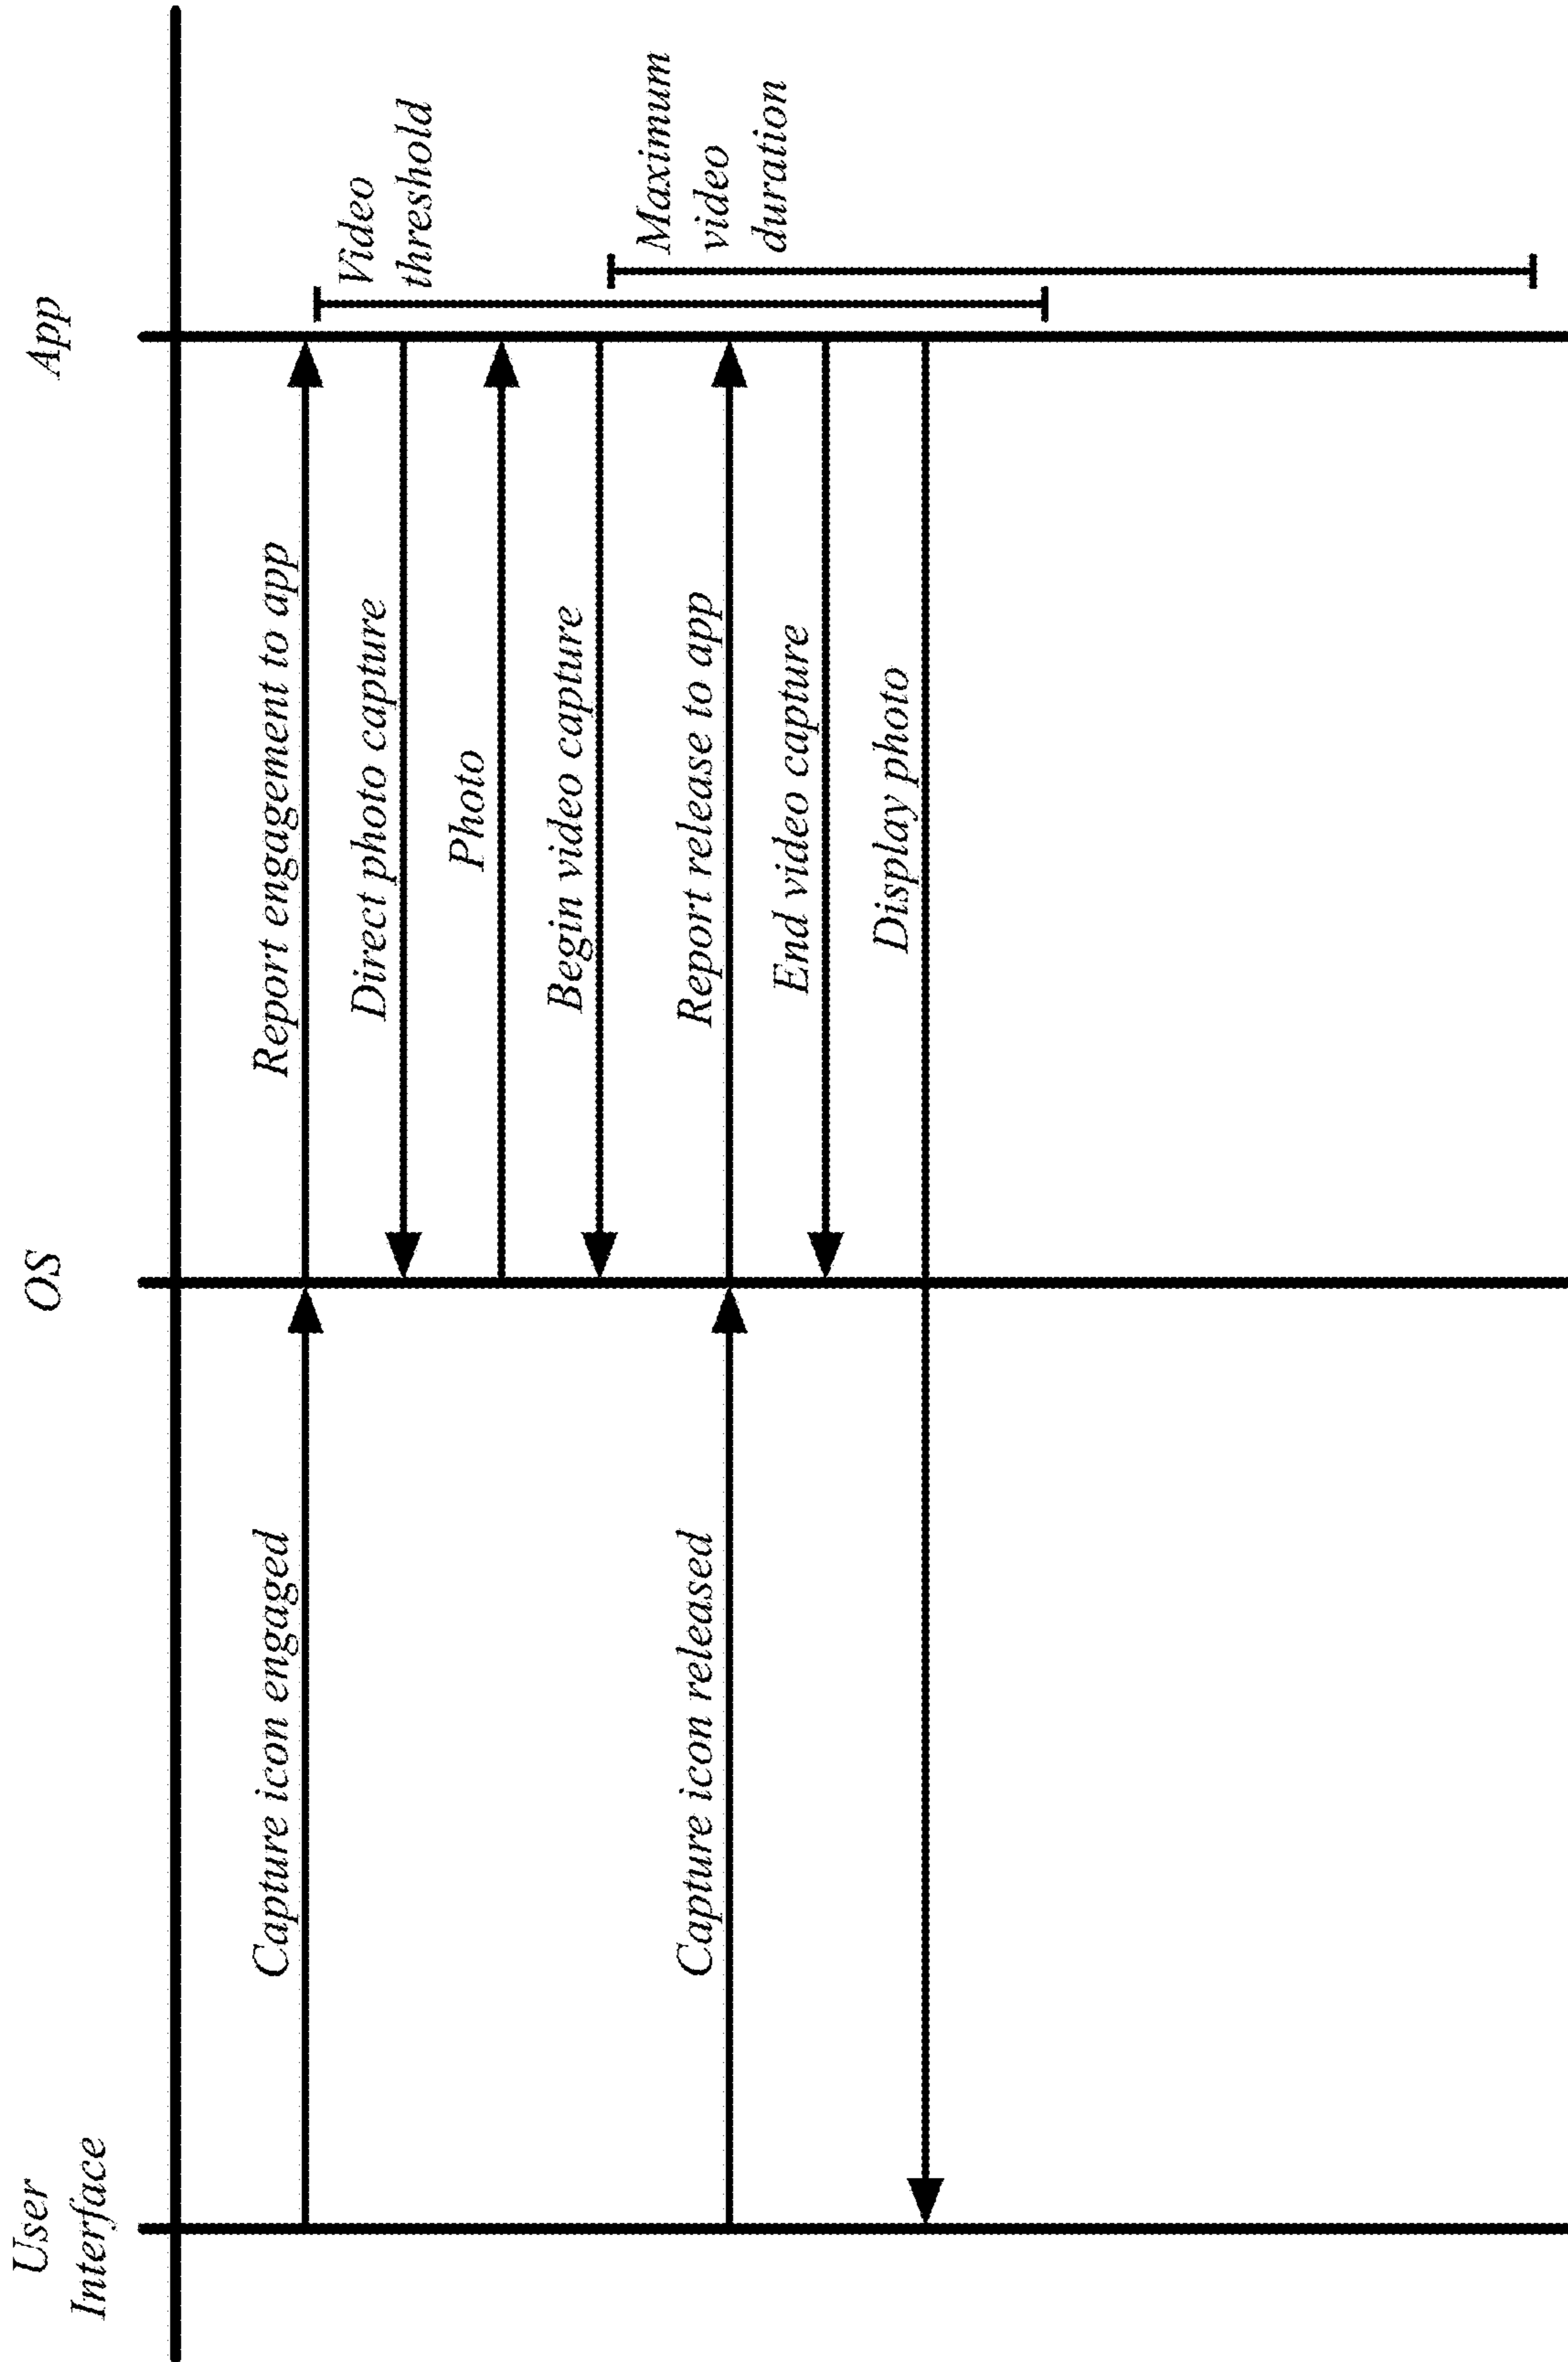 User
Interface
OS
App
Capture icon engaged
Report engagement to app
Video
threshold
Direct photo capture
Photo
Begin video capture
Maximum
video
duration
Capture icon released
Report release to app
End video capture
Display photo